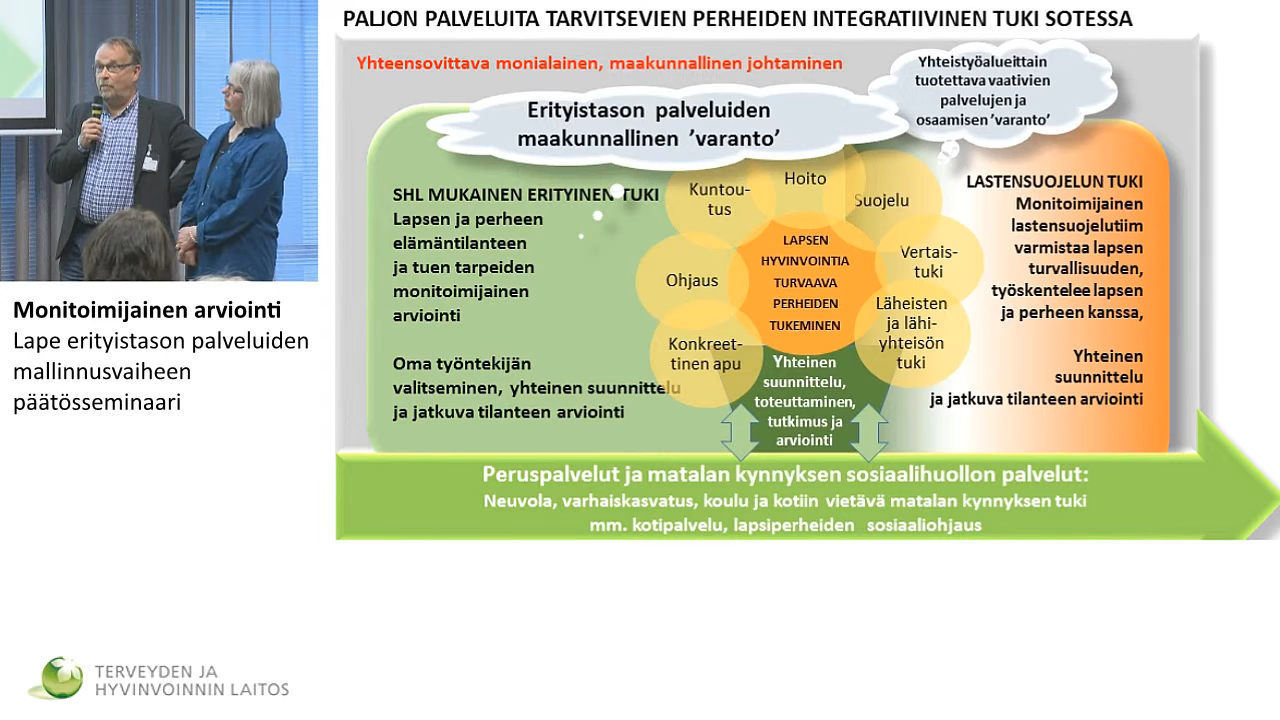 PALJON PALVELUITA TARVITSEVIEN PERHEIDEN INTEGRATIIVINEN TUKI SOTESSA
Yhteensovittava monialainen, maakunnallinen johtaminen
Yhteistyöalueittain
tuotettava vaativien
palvelujen ja
osaamisen ’varanto’
Erityistason palveluiden
maakunnallinen ’varanto’
SHL MUKAINEN ERITYINEN TUKI
Lapsen ja perheen
elämäntilanteen
ja tuen tarpeiden
monitoimijainen
arviointi
Oma työntekijän
valitseminen, yhteinen suunnittelu
ja jatkuva tilanteen arviointi
Kuntou-
tus
Hoito
Suojelu
Ohjaus
Vertais-
tuki
Konkreet-
tinen apu
Läheisten
ja lähi-
yhteisön
tuki
LAPSEN
HYVINVOINTIA
TURVAAVA
PERHEIDEN
TUKEMINEN
Yhteinen
suunnittelu,
toteuttaminen,
tutkimus ja
arviointi
LASTENSUOJELUN TUKI
Monitoimijainen
lastensuojelutiim
varmistaa lapsen
turvallisuuden,
työskentelee lapsen
ja perheen kanssa,
Yhteinen
suunnittelu
ja jatkuva tilanteen arviointi
Peruspalvelut ja matalan kynnyksen sosiaalihuollon palvelut:
Neuvola, varhaiskasvatus, koulu ja kotiin vietävä matalan kynnyksen tuki
mm. kotipalvelu, lapsiperheiden sosiaaliohjaus
Monitoimijainen arviointi
Lape erityistason palveluiden
mallinnusvaiheen
päätösseminaari
TERVEYDEN JA
HYVINVOINNIN LAITOS